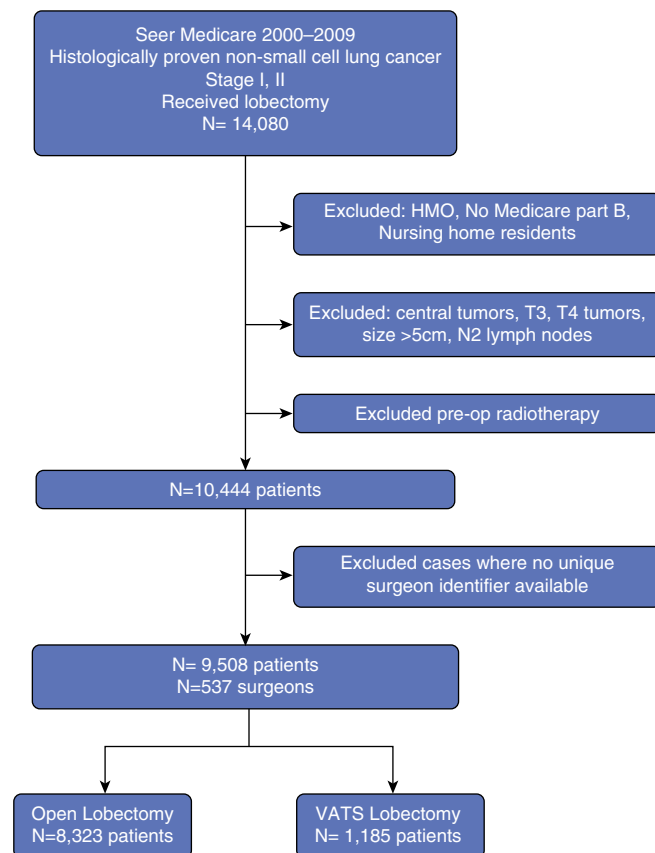 Seer Medicare 2000–2009
Histologically proven non-small cell lung cancer
Stage I, II
Received lobectomy
N= 14,080
Excluded: HMO, No Medicare part B,
Nursing home residents
Excluded: central tumors, T3, T4 tumors,
size >5cm, N2 lymph nodes
Excluded pre-op radiotherapy
N=10,444 patients
Excluded cases where no unique
surgeon identifier available
N= 9,508 patients
N=537 surgeons
Open Lobectomy
N=8,323 patients
VATS Lobectomy
N= 1,185 patients